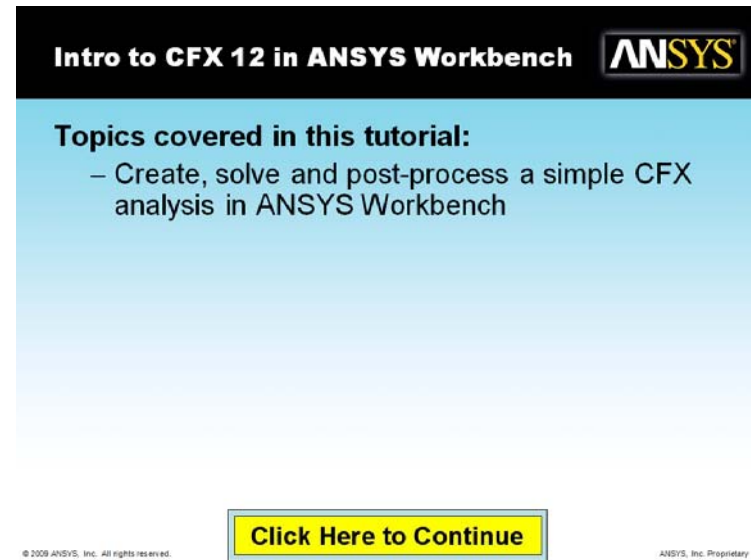 Intro to CFX 12 in ANSYS Workbench
ANSYS
Topics covered in this tutorial:
– Create, solve and post-process a simple CFX
analysis in ANSYS Workbench
Click Here to Continue
© 2009 ANSYS, Inc. All rights reserved.
ANSYS, Inc. Proprietary